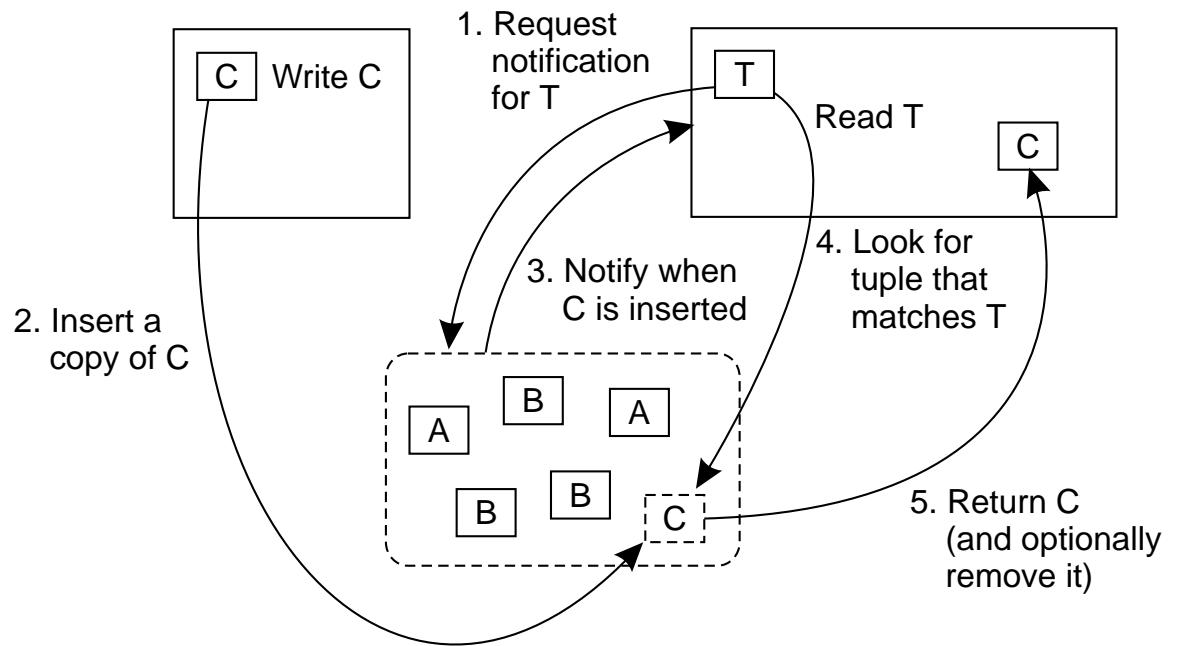 1. Request
notification
for T
C
Write C
T
Read T
C
2. Insert a
copy of C
3. Notify when
C is inserted
4. Look for
tuple that
matches T
A
B
A
B
B
C
5. Return C
(and optionally
remove it)